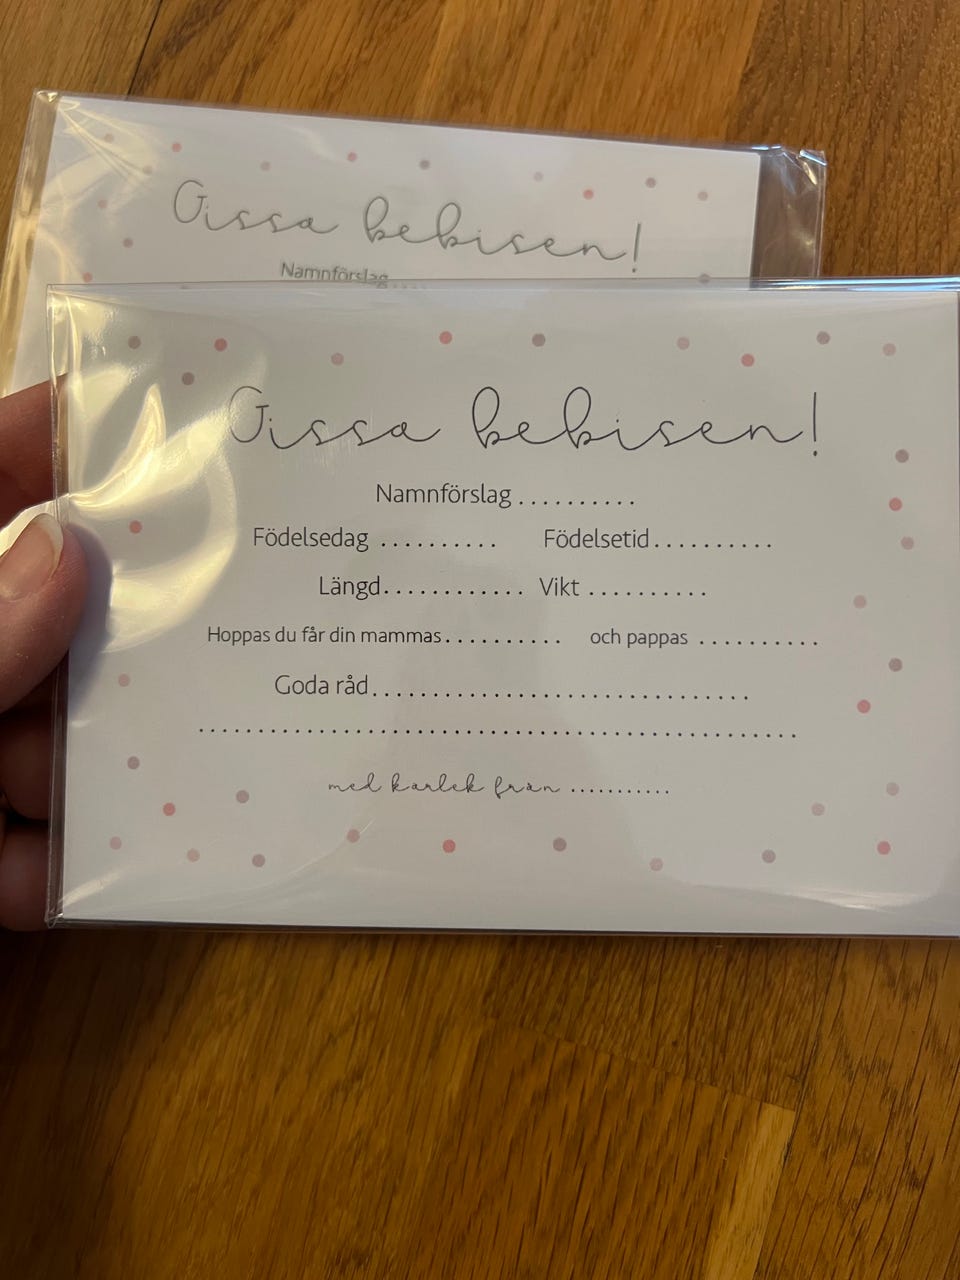 Gissa bebisen!
Namnförslag
Gissa bebisen!
Namnförslag ..........
Födelsedag .......... Födelsetid ..........
Längd ............ Vikt ..........
Hoppas du får din mammas .......... och pappas ..........
Goda råd ................................
....................................................
med kärlek från ...........